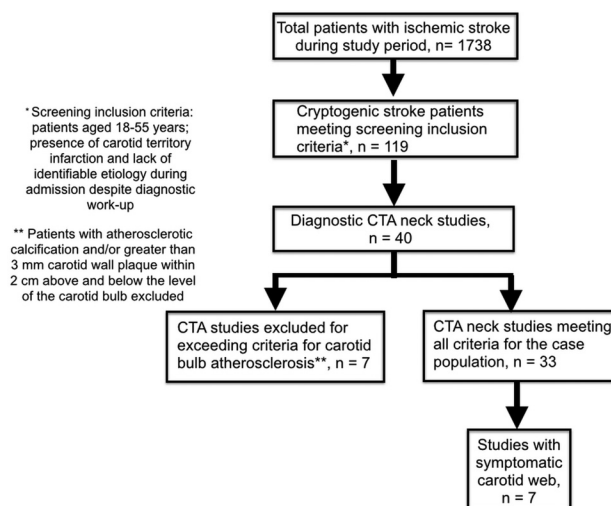 Total patients with ischemic stroke
during study period, n= 1738
Cryptogenic stroke patients
meeting screening inclusion
criteria*, n = 119
* Screening inclusion criteria:
patients aged 18-55 years;
presence of carotid territory
infarction and lack of
identifiable etiology during
admission despite diagnostic
work-up
Diagnostic CTA neck studies,
n = 40
** Patients with atherosclerotic
calcification and/or greater than
3 mm carotid wall plaque within
2 cm above and below the level
of the carotid bulb excluded
CTA studies excluded for
exceeding criteria for carotid
bulb atherosclerosis**, n = 7
CTA neck studies meeting
all criteria for the case
population, n = 33
Studies with
symptomatic
carotid web,
n = 7